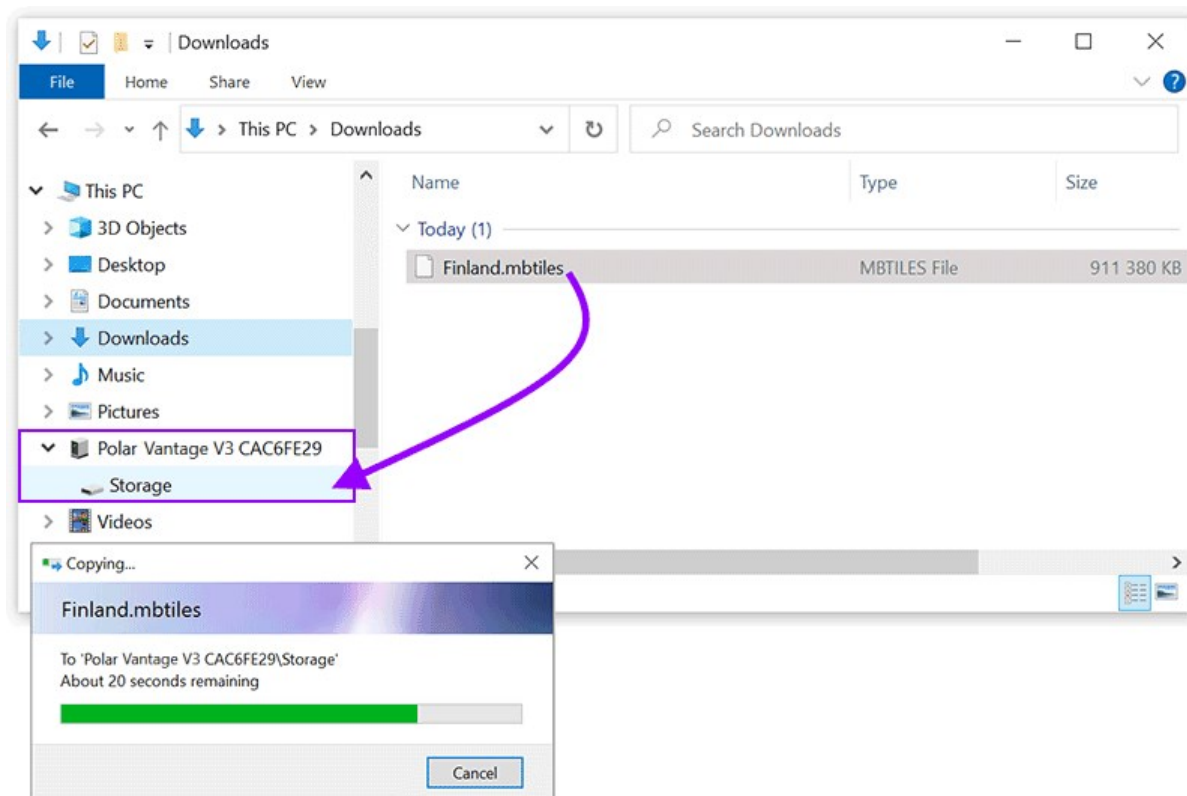 Downloads
File Home Share View
This PC > Downloads
Search Downloads
This PC
3D Objects
Desktop
Documents
Downloads
Music
Pictures
Polar Vantage V3 CAC6FE29
Storage
Videos
Name Type Size
Today (1)
Finland.mbtiles MBTILES File 911 380 KB
Copying...
Finland.mbtiles
To 'Polar Vantage V3 CAC6FE29\Storage'
About 20 seconds remaining
Cancel